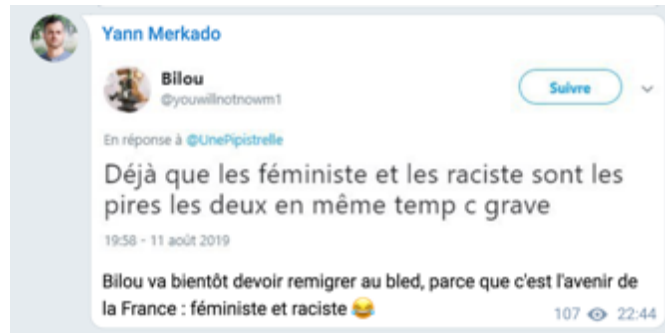 Yann Merkado
Bilou
@youwillnotnowm1
Suivre
En réponse à @UnePipistrelle
Déjà que les féministe et les raciste sont les
pires les deux en même temp c grave
19:58 - 11 août 2019
Bilou va bientôt devoir remigrer au bled, parce que c'est l'avenir de
la France : féministe et raciste 😂
107 22:44